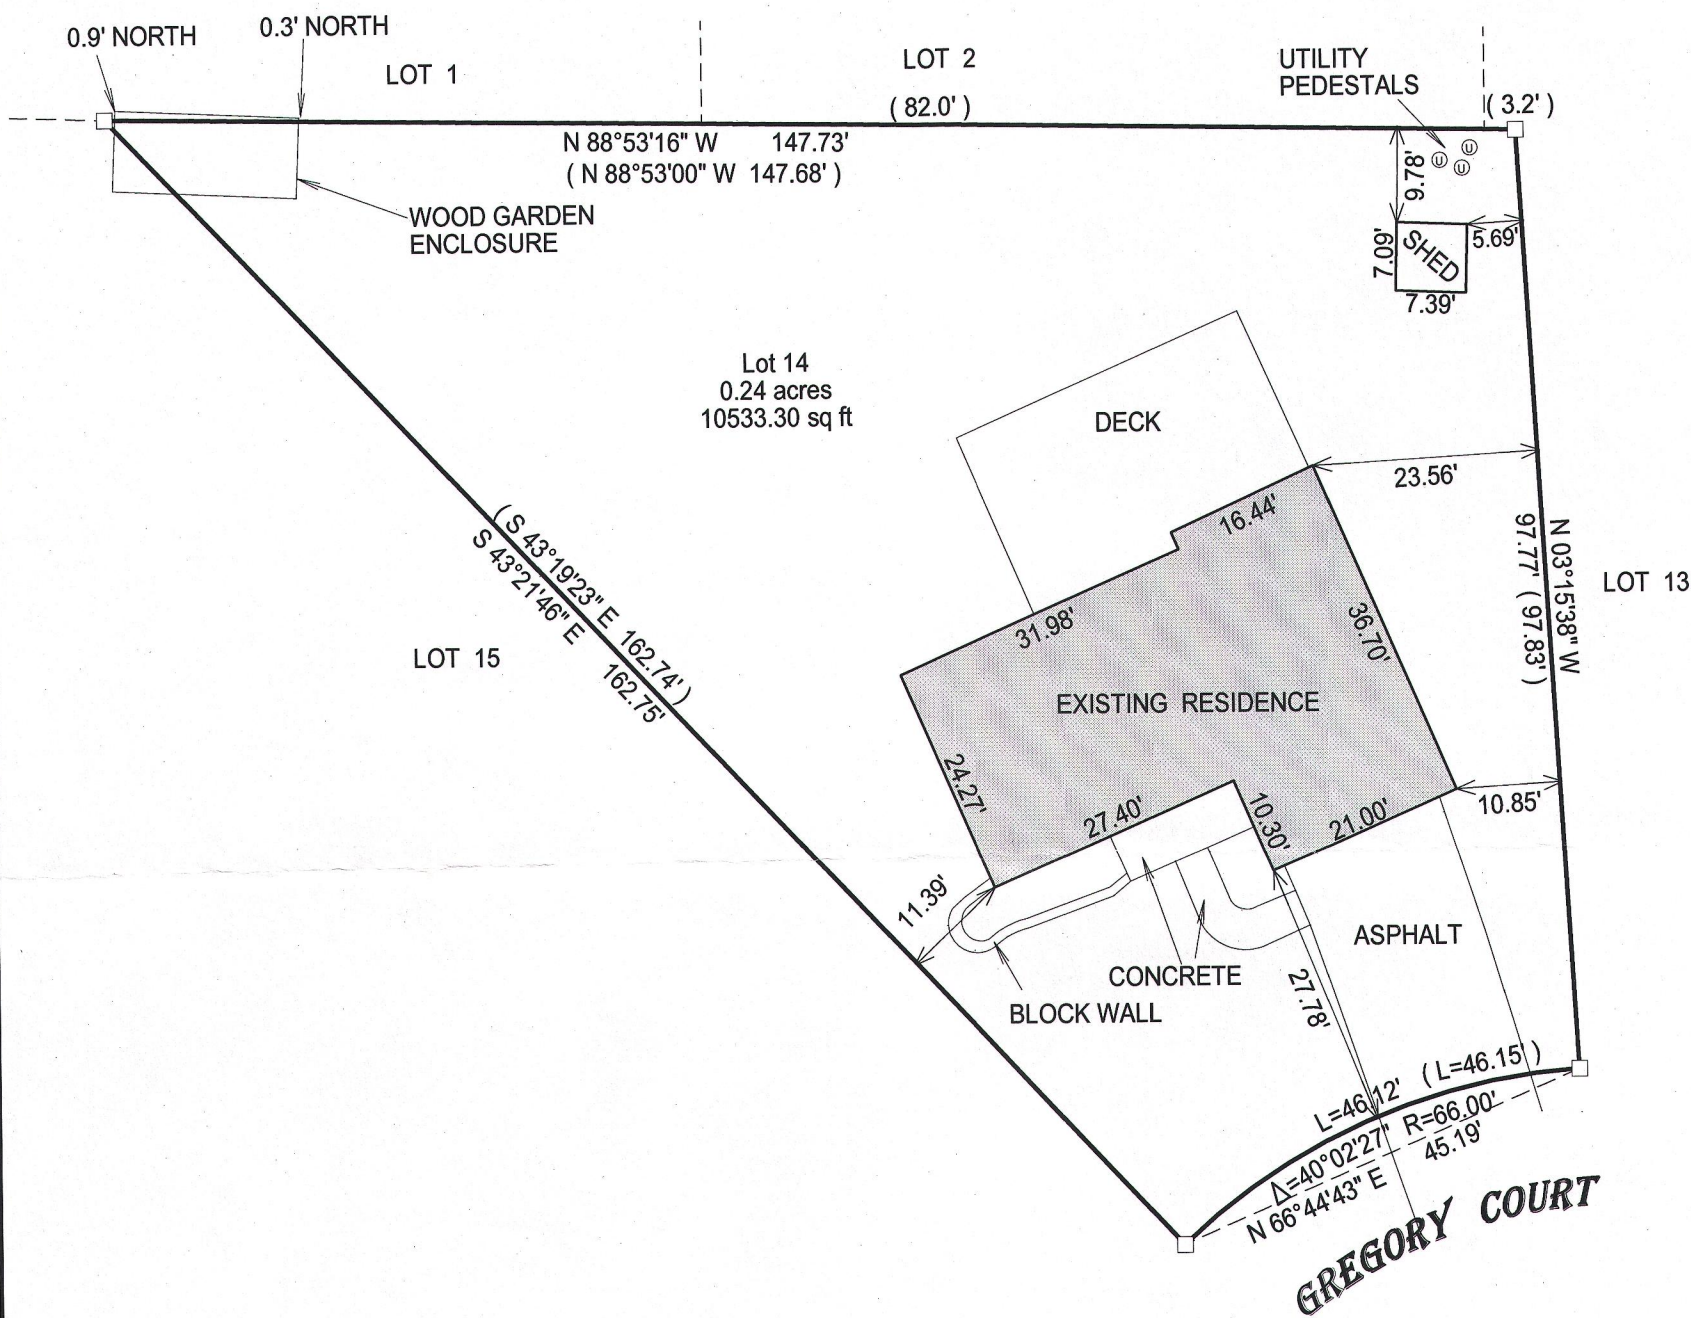 0.9' NORTH
0.3' NORTH
LOT 1
LOT 2
UTILITY
PEDESTALS
( 82.0' )
( 3.2' )
N 88°53'16" W 147.73'
( N 88°53'00" W 147.68' )
U
U
U
9.78'
WOOD GARDEN
ENCLOSURE
7.09'
SHED
5.69'
7.39'
Lot 14
0.24 acres
10533.30 sq ft
DECK
23.56'
16.44'
( S 43°19'23" E 162.74' )
S 43°21'46" E 162.75'
N 03°15'38" W
97.77' ( 97.83' )
LOT 13
LOT 15
31.98'
36.70'
EXISTING RESIDENCE
24.27'
27.40'
10.30'
21.00'
10.85'
11.39'
ASPHALT
CONCRETE
BLOCK WALL
27.78'
L=46.12' ( L=46.15' )
Δ=40°02'27" R=66.00'
N 66°44'43" E 45.19'
GREGORY COURT